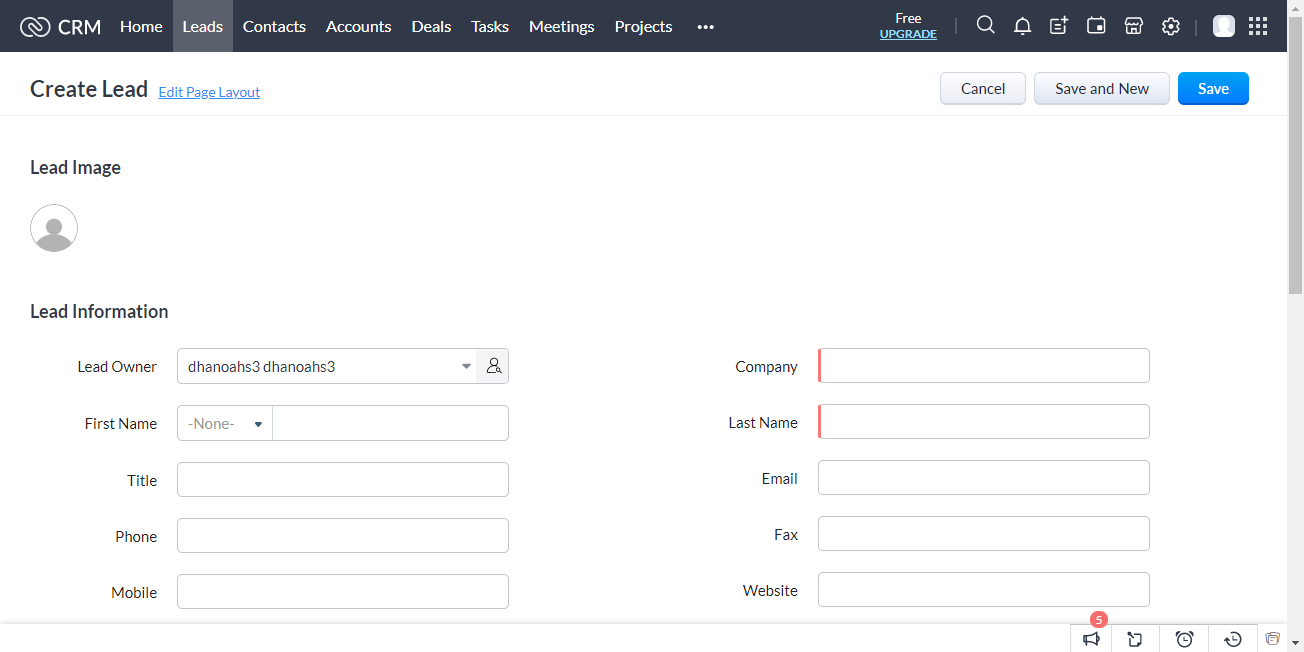 CRM Home Leads Contacts Accounts Deals Tasks Meetings Projects ••• Free
UPGRADE
Create Lead Edit Page Layout Cancel Save and New Save
Lead Image
Lead Information
Lead Owner dhanoahs3 dhanoahs3 Company
First Name -None- Last Name
Title Email
Phone Fax
Mobile Website
5